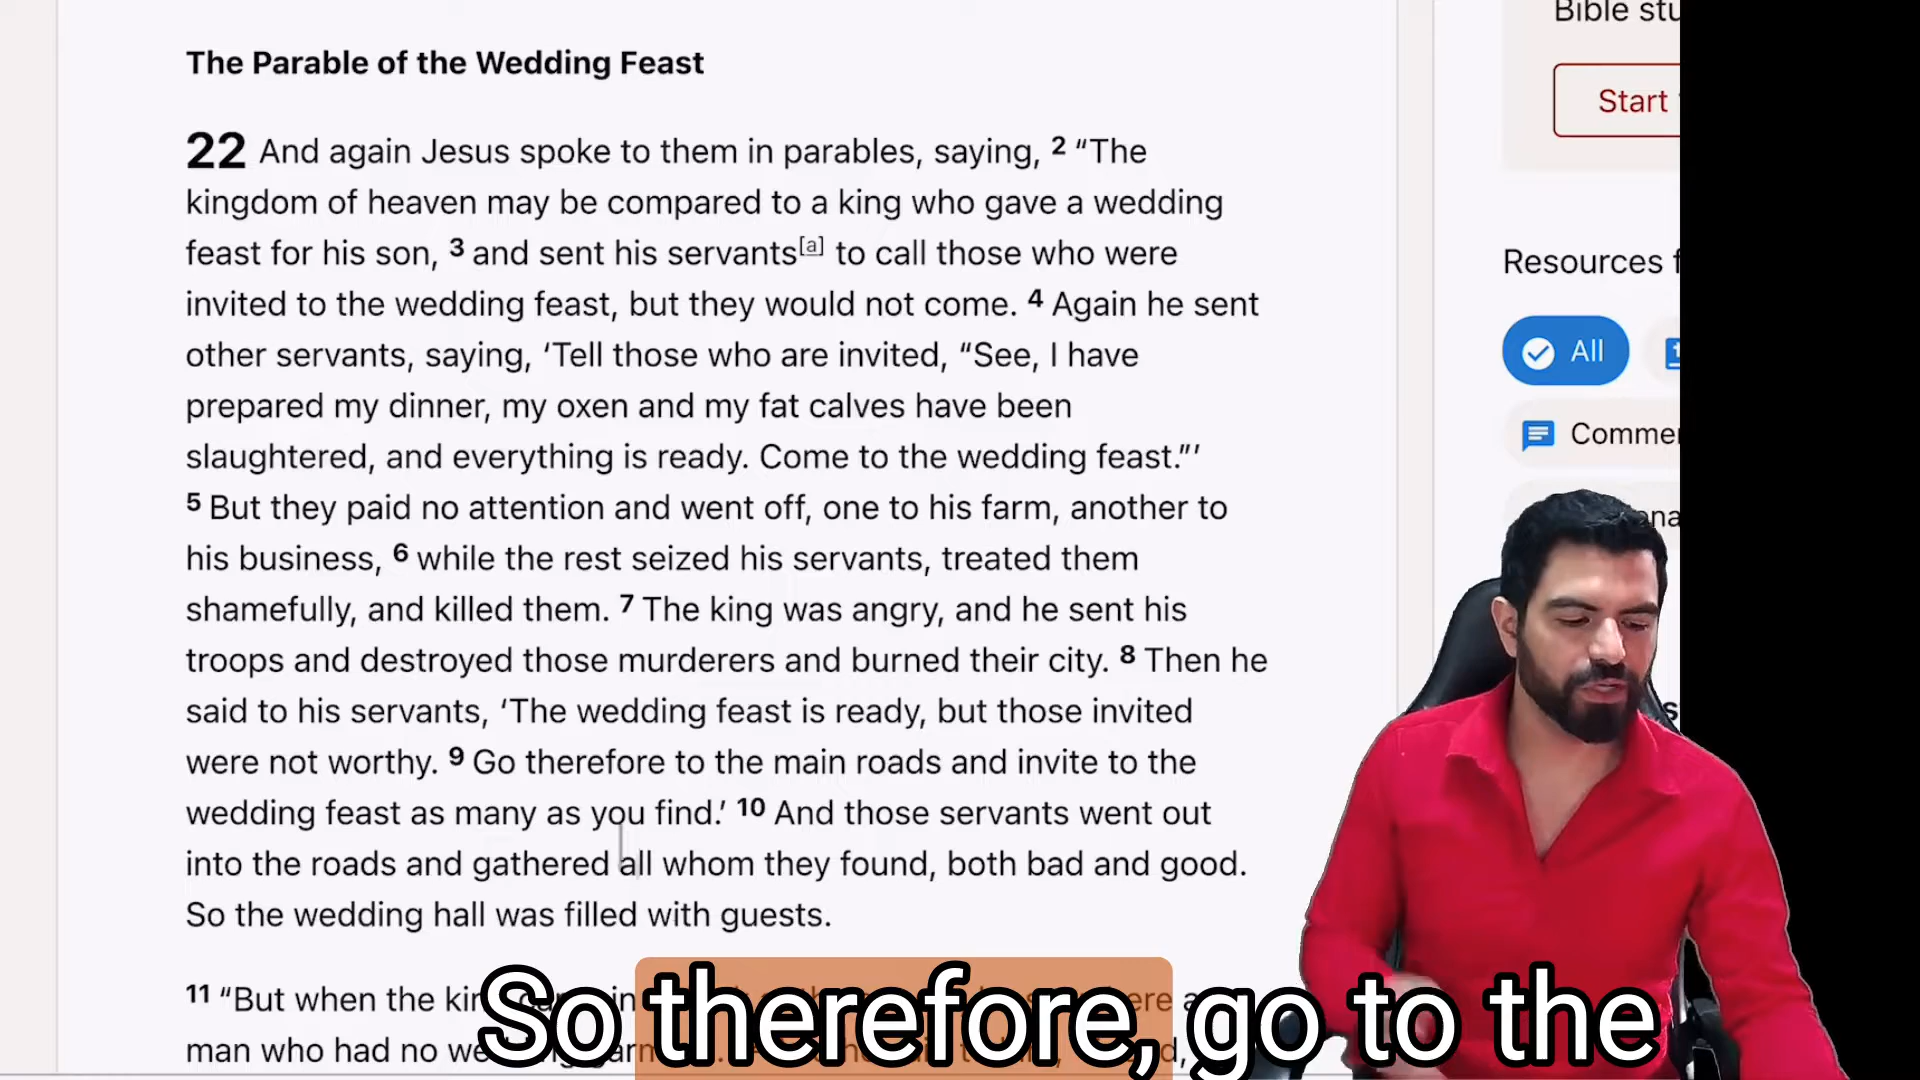 The Parable of the Wedding Feast
22 And again Jesus spoke to them in parables, saying, 2 “The
kingdom of heaven may be compared to a king who gave a wedding
feast for his son, 3 and sent his servants[a] to call those who were
invited to the wedding feast, but they would not come. 4 Again he sent
other servants, saying, ‘Tell those who are invited, “See, I have
prepared my dinner, my oxen and my fat calves have been
slaughtered, and everything is ready. Come to the wedding feast.”’
5 But they paid no attention and went off, one to his farm, another to
his business, 6 while the rest seized his servants, treated them
shamefully, and killed them. 7 The king was angry, and he sent his
troops and destroyed those murderers and burned their city. 8 Then he
said to his servants, ‘The wedding feast is ready, but those invited
were not worthy. 9 Go therefore to the main roads and invite to the
wedding feast as many as you find.’ 10 And those servants went out
into the roads and gathered all whom they found, both bad and good.
So the wedding hall was filled with guests.
11 “But when the
man who had no
So therefore, go to the
Bible
Start
Resources
All